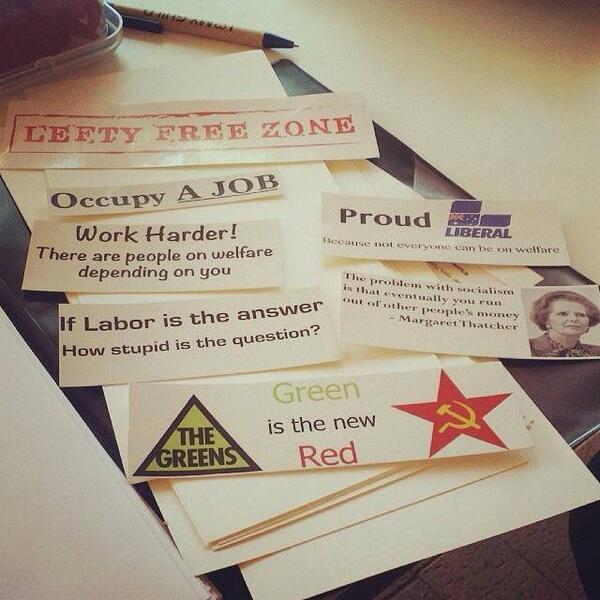 LEFTY FREE ZONE
Occupy A JOB
Work Harder!
There are people on welfare
depending on you
Proud
LIBERAL
Because not everyone can be on welfare
The problem with socialism
is that eventually you run
out of other people's money
- Margaret Thatcher
If Labor is the answer
How stupid is the question?
THE
GREENS
Green
is the new
Red